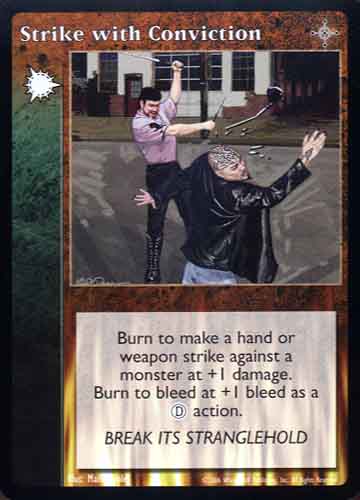 Strike with Conviction
Burn to make a hand or
weapon strike against a
monster at +1 damage.
Burn to bleed at +1 bleed as a
D action.
BREAK ITS STRANGLEHOLD
Illus: